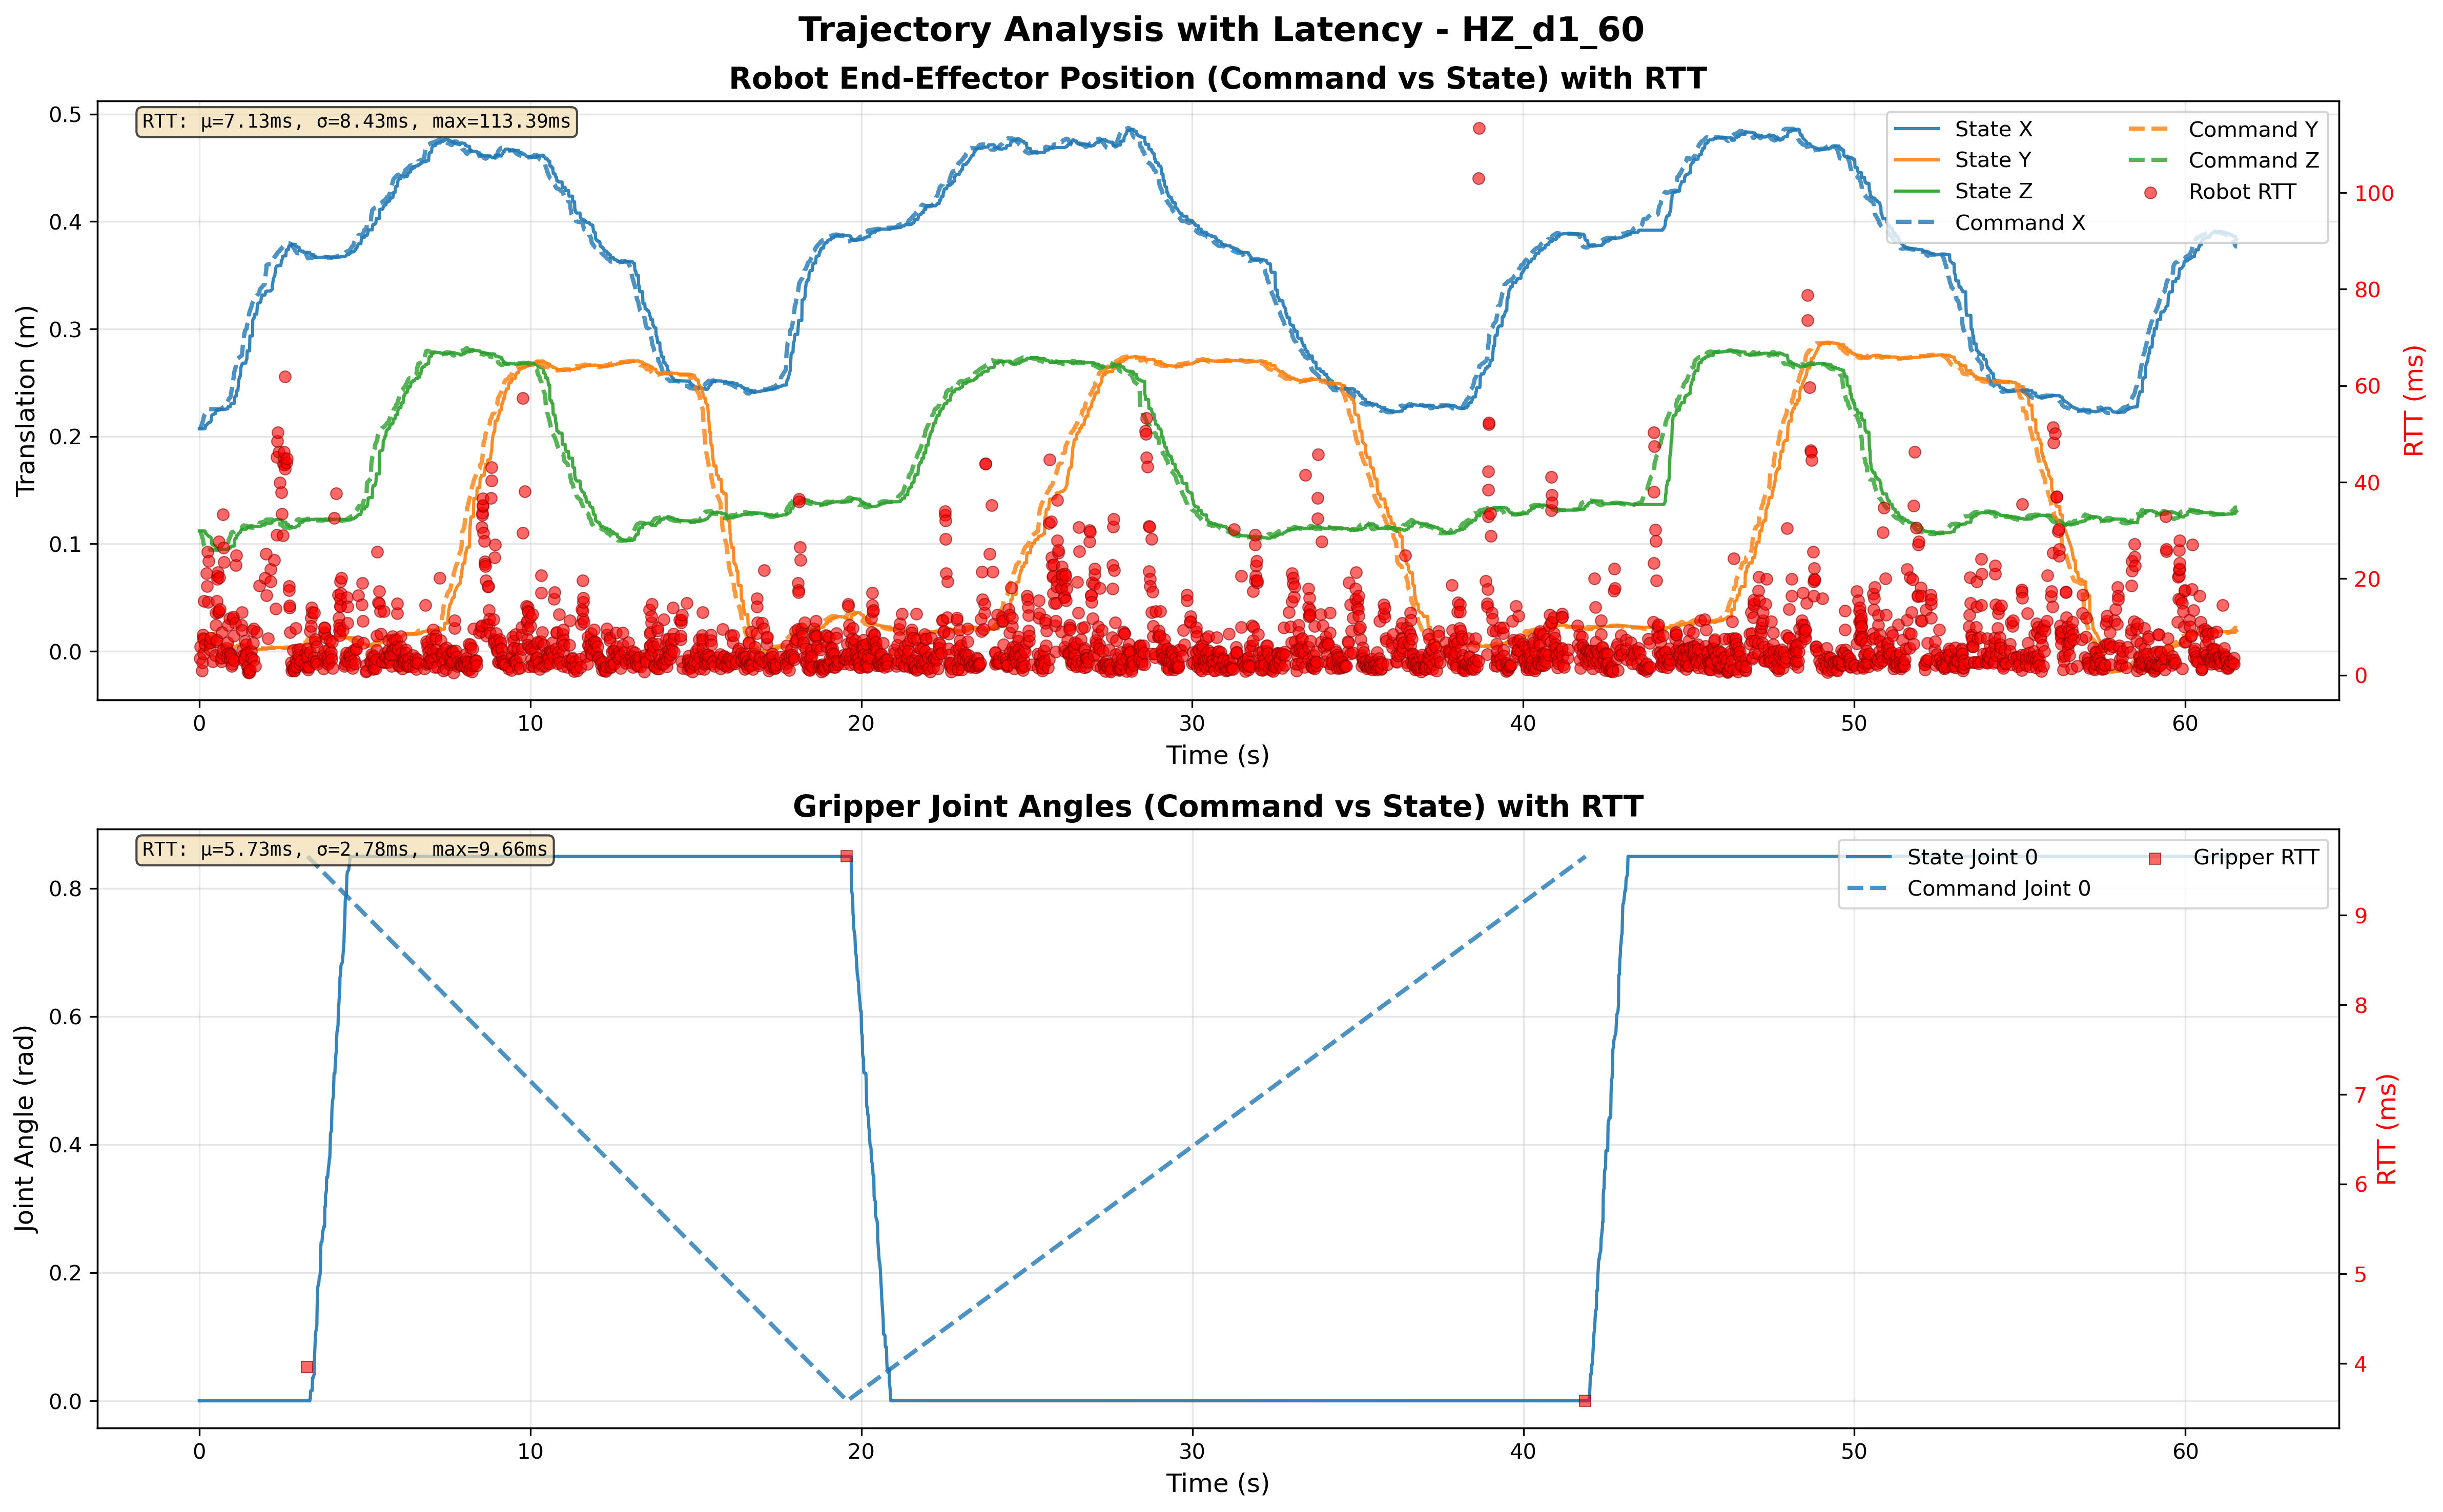 Trajectory Analysis with Latency - HZ_d1_60
Robot End-Effector Position (Command vs State) with RTT
RTT: μ=7.13ms, σ=8.43ms, max=113.39ms
State X
State Y
State Z
Command X
Command Y
Command Z
Robot RTT
Translation (m)
0.5
0.4
0.3
0.2
0.1
0.0
RTT (ms)
100
80
60
40
20
0
0 10 20 30 40 50 60
Time (s)
Gripper Joint Angles (Command vs State) with RTT
RTT: μ=5.73ms, σ=2.78ms, max=9.66ms
State Joint 0
Command Joint 0
Gripper RTT
Joint Angle (rad)
0.8
0.6
0.4
0.2
0.0
RTT (ms)
9
8
7
6
5
4
0 10 20 30 40 50 60
Time (s)